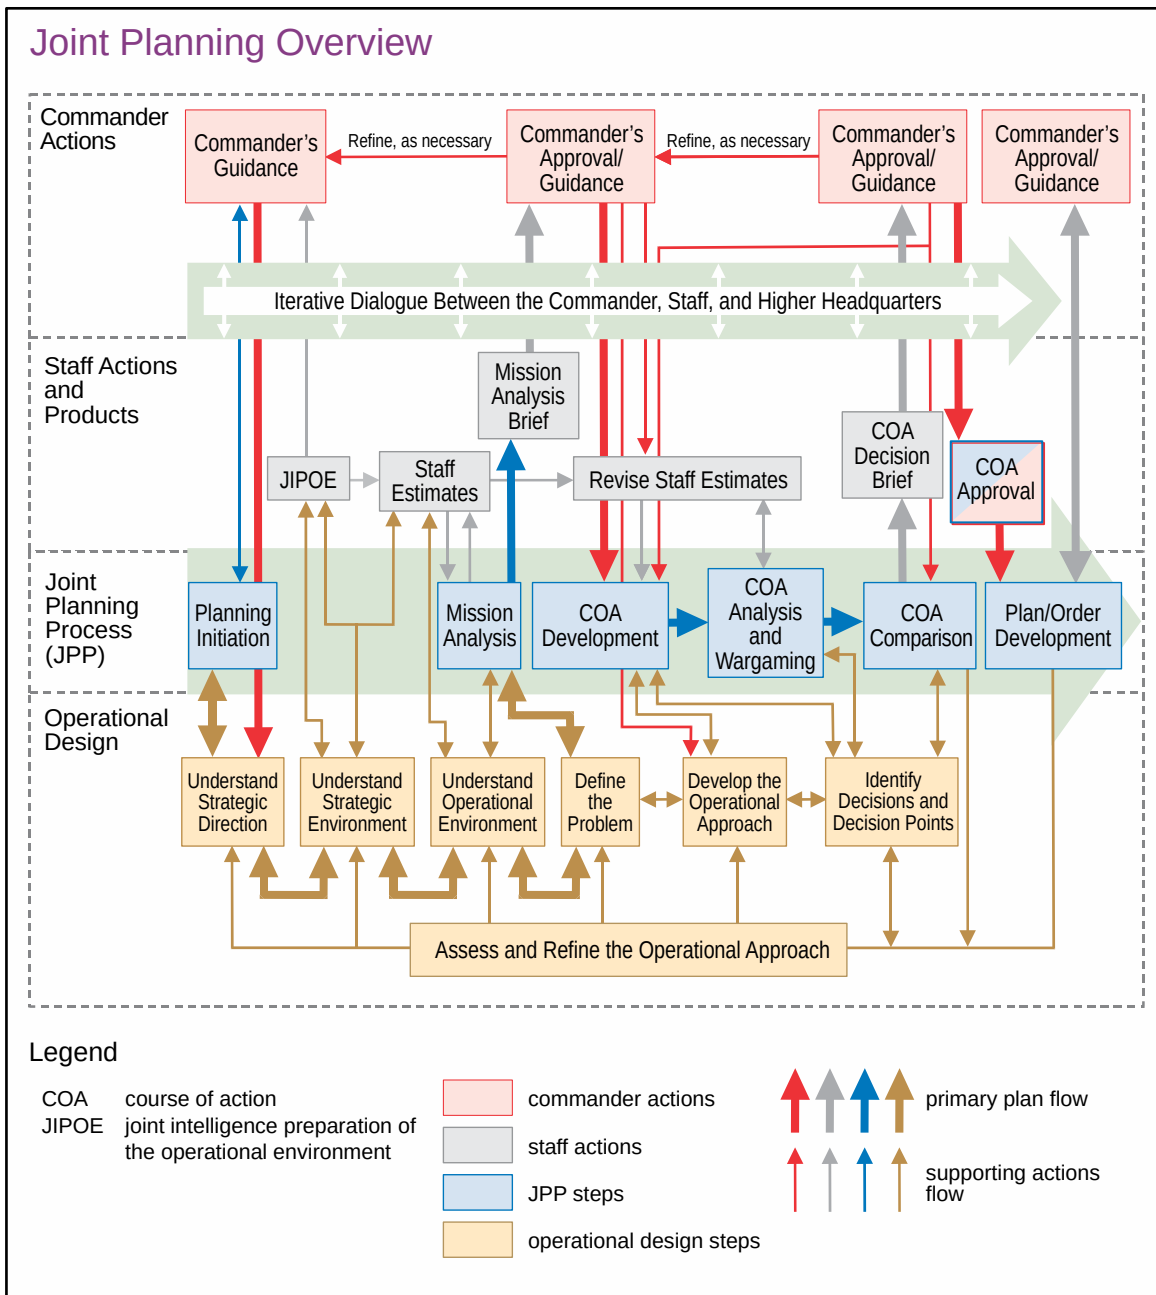 Joint Planning Overview
Commander
Actions
Commander's
Guidance
Refine, as necessary
Commander's
Approval/
Guidance
Refine, as necessary
Commander's
Approval/
Guidance
Commander's
Approval/
Guidance
Iterative Dialogue Between the Commander, Staff, and Higher Headquarters
Staff Actions
and
Products
Mission
Analysis
Brief
JIPOE
Staff
Estimates
Revise Staff Estimates
COA
Decision
Brief
COA
Approval
Joint
Planning
Process
(JPP)
Planning
Initiation
Mission
Analysis
COA
Development
COA
Analysis
and
Wargaming
COA
Comparison
Plan/Order
Development
Operational
Design
Understand
Strategic
Direction
Understand
Strategic
Environment
Understand
Operational
Environment
Define
the
Problem
Develop the
Operational
Approach
Identify
Decisions and
Decision Points
Assess and Refine the Operational Approach
Legend
COA course of action
JIPOE joint intelligence preparation of
the operational environment
commander actions
staff actions
JPP steps
operational design steps
primary plan flow
supporting actions
flow